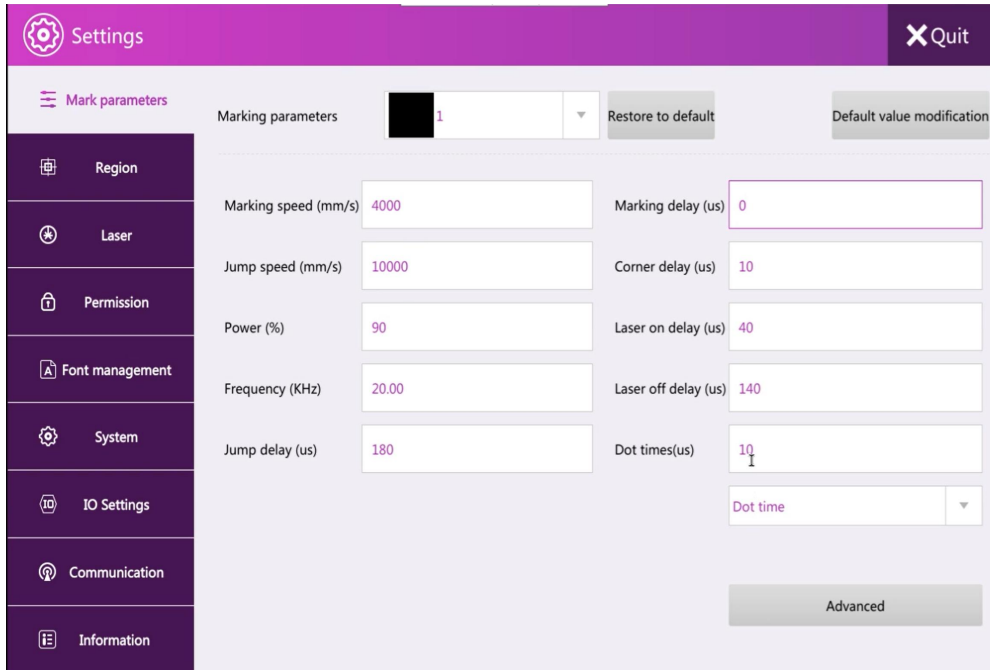 Settings
Quit
Mark parameters
Region
Laser
Permission
Font management
System
IO Settings
Communication
Information
Marking parameters 1 Restore to default Default value modification
Marking speed (mm/s) 4000 Marking delay (us) 0
Jump speed (mm/s) 10000 Corner delay (us) 10
Power (%) 90 Laser on delay (us) 40
Frequency (KHz) 20.00 Laser off delay (us) 140
Jump delay (us) 180 Dot times(us) 10
Dot time
Advanced